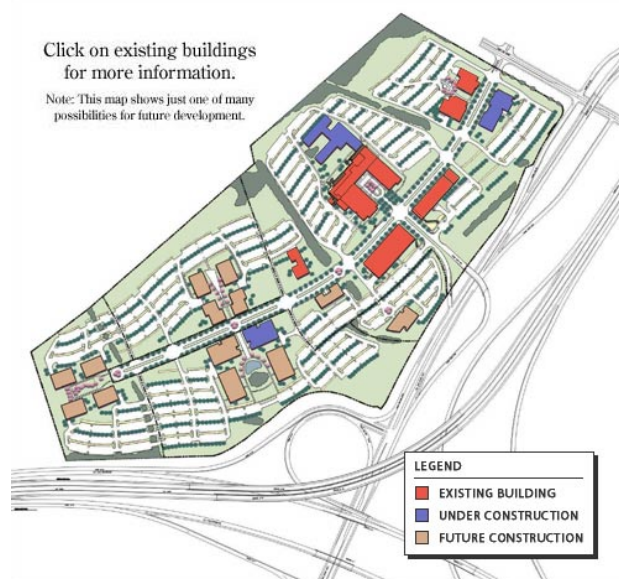 Click on existing buildings
for more information.
Note: This map shows just one of many
possibilities for future development.
LEGEND
EXISTING BUILDING
UNDER CONSTRUCTION
FUTURE CONSTRUCTION